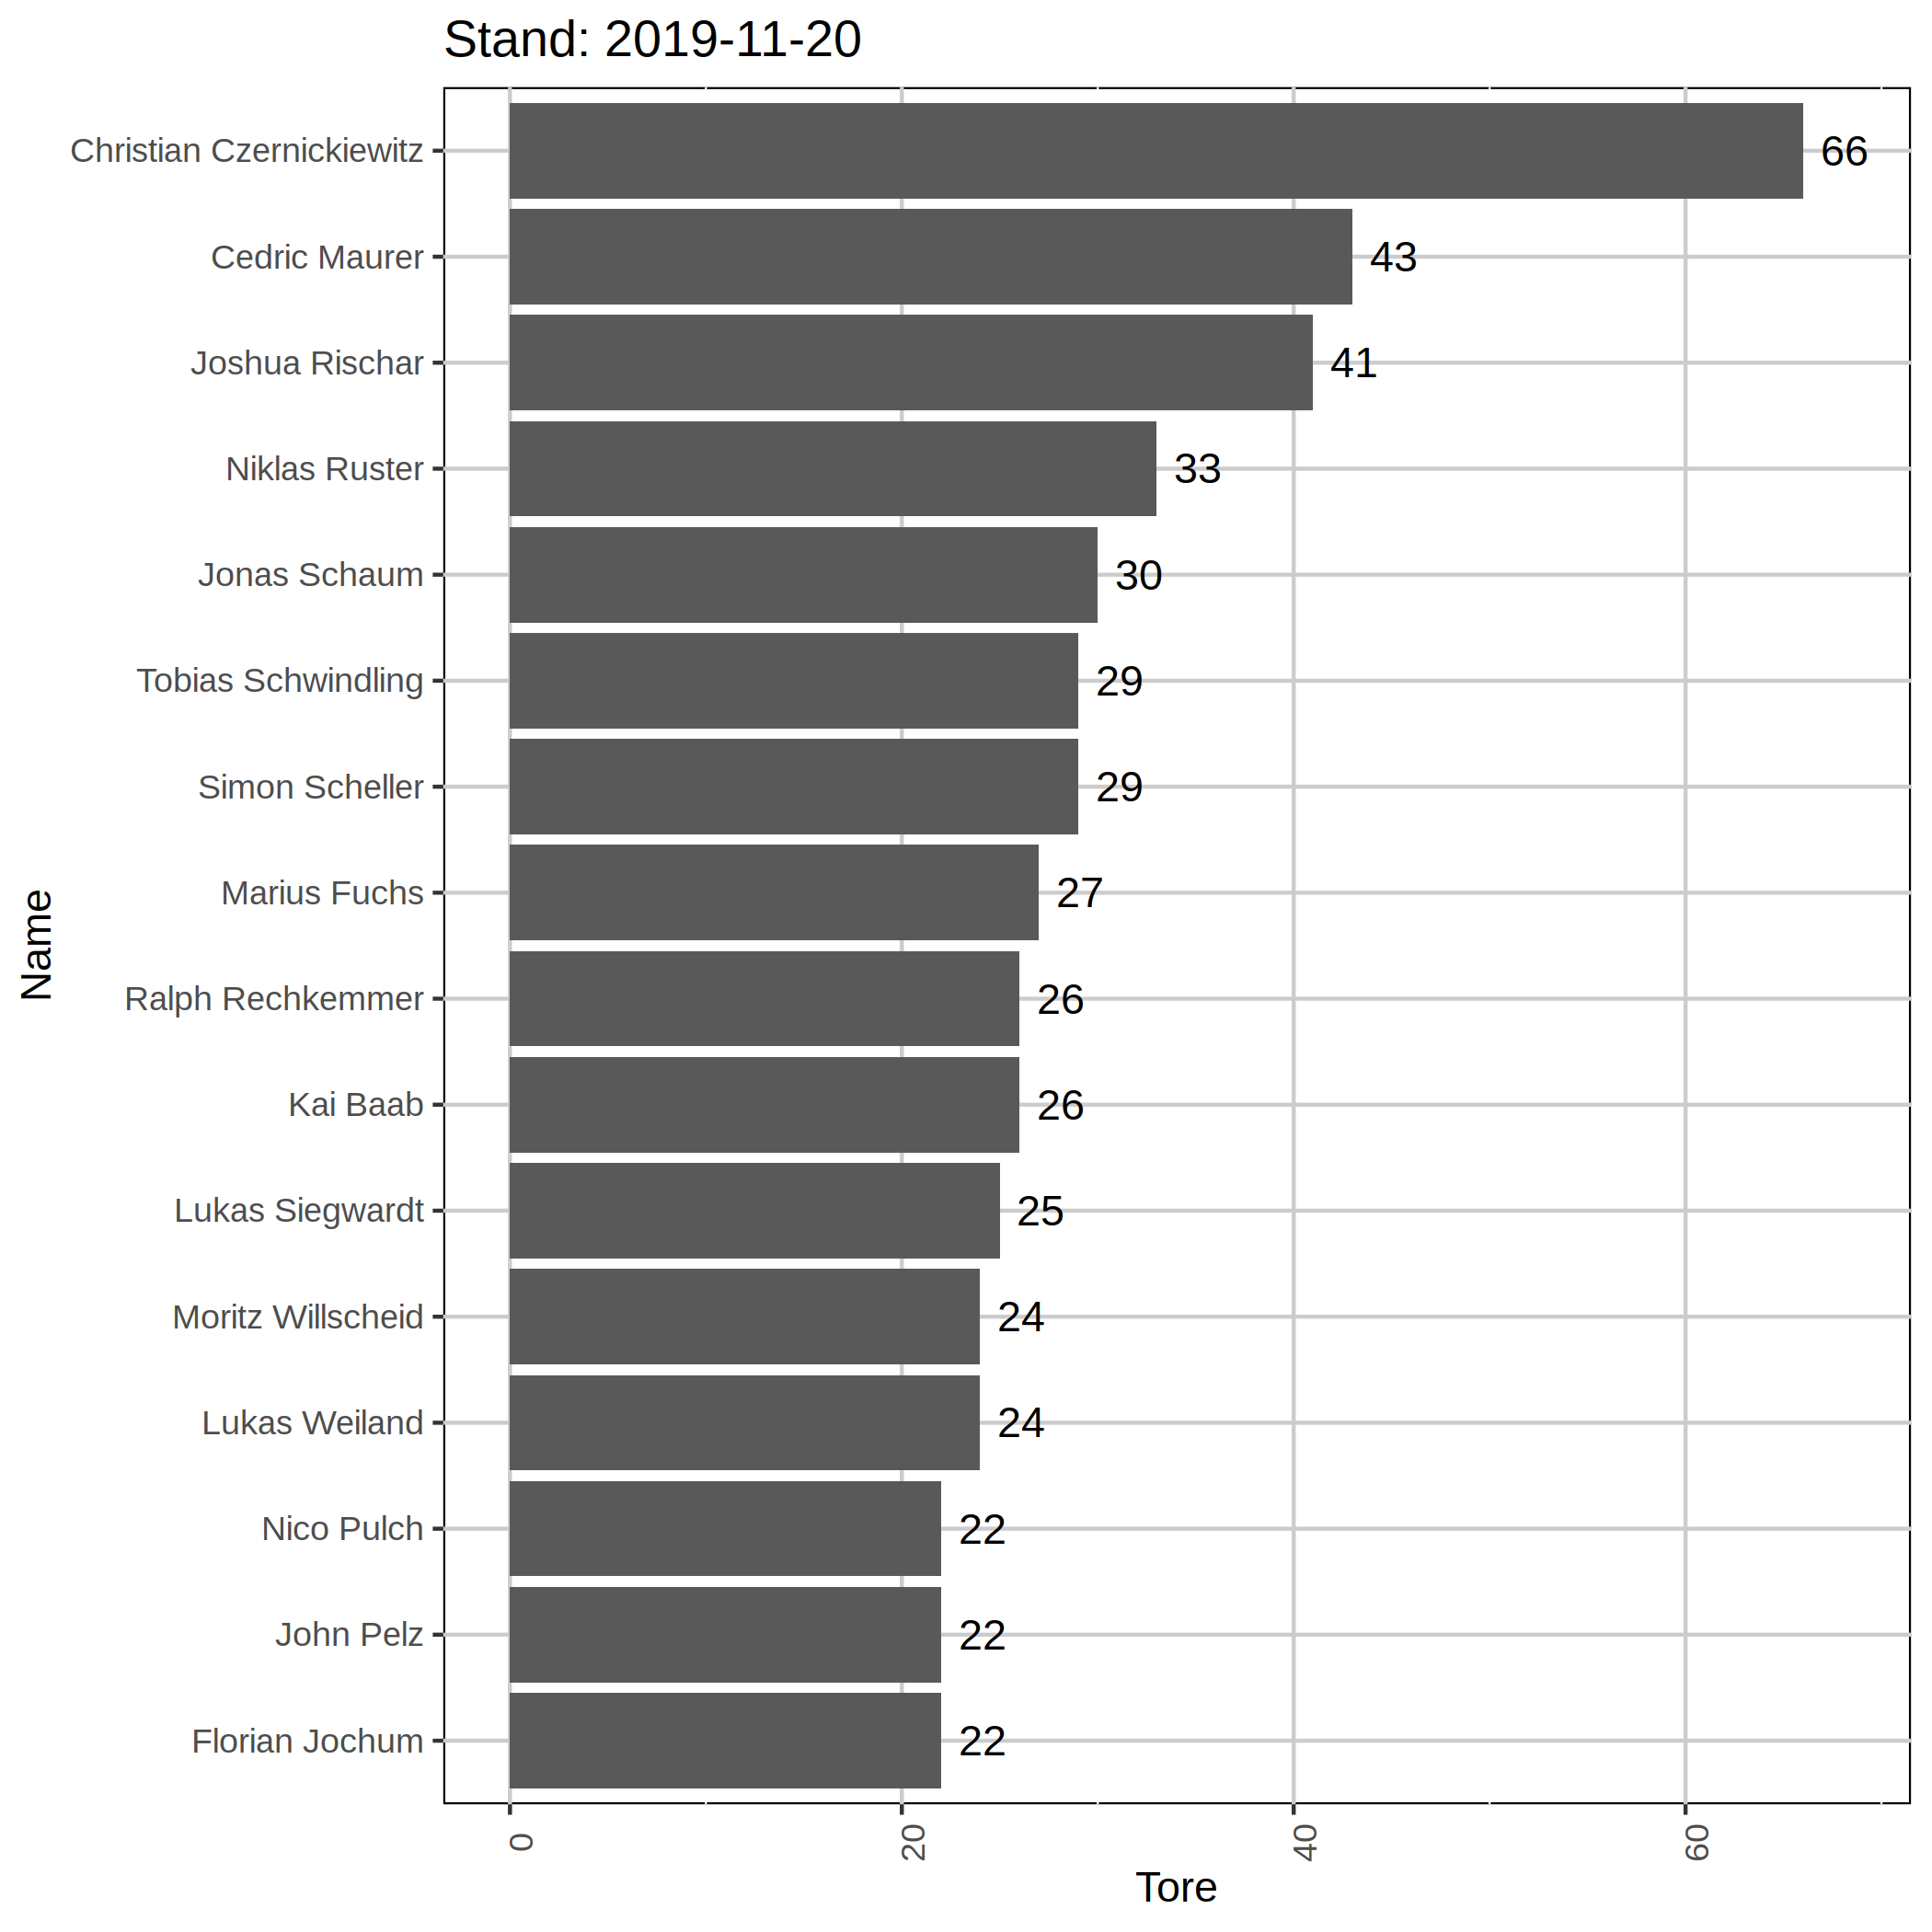 Stand: 2019-11-20
Christian Czernickiewitz 66
Cedric Maurer 43
Joshua Rischar 41
Niklas Ruster 33
Jonas Schaum 30
Tobias Schwindling 29
Simon Scheller 29
Marius Fuchs 27
Ralph Rechkemmer 26
Kai Baab 26
Lukas Siegwardt 25
Moritz Willscheid 24
Lukas Weiland 24
Nico Pulch 22
John Pelz 22
Florian Jochum 22
Name
0 20 40 60
Tore